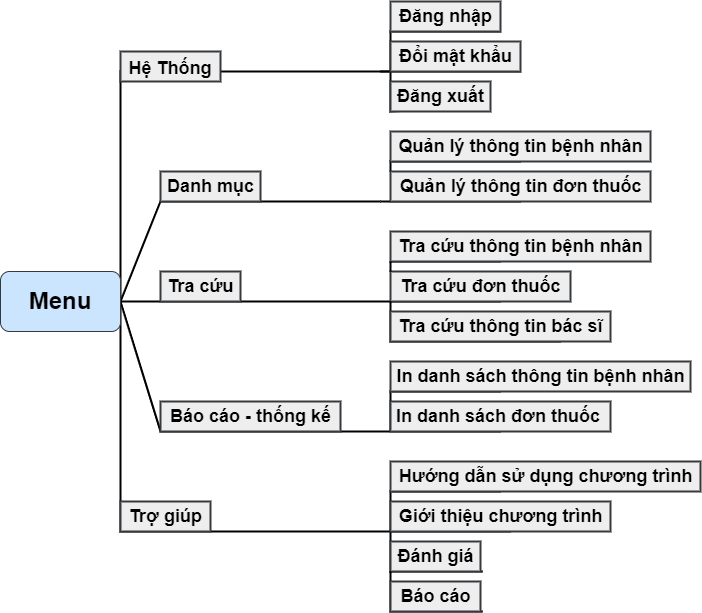 Menu
Hệ Thống
Đăng nhập
Đổi mật khẩu
Đăng xuất
Danh mục
Quản lý thông tin bệnh nhân
Quản lý thông tin đơn thuốc
Tra cứu
Tra cứu thông tin bệnh nhân
Tra cứu đơn thuốc
Tra cứu thông tin bác sĩ
Báo cáo - thống kế
In danh sách thông tin bệnh nhân
In danh sách đơn thuốc
Trợ giúp
Hướng dẫn sử dụng chương trình
Giới thiệu chương trình
Đánh giá
Báo cáo